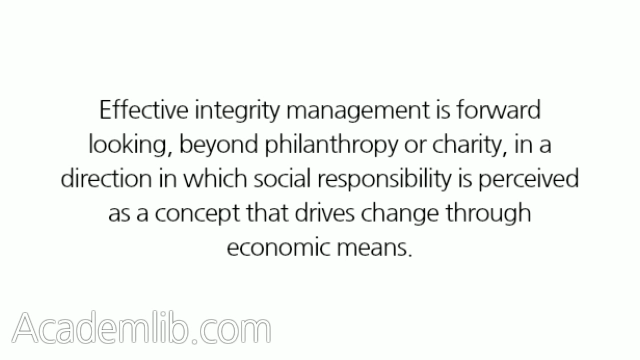 Effective integrity management is forward
looking, beyond philanthropy or charity, in a
direction in which social responsibility is perceived
as a concept that drives change through
economic means.
Academlib.com